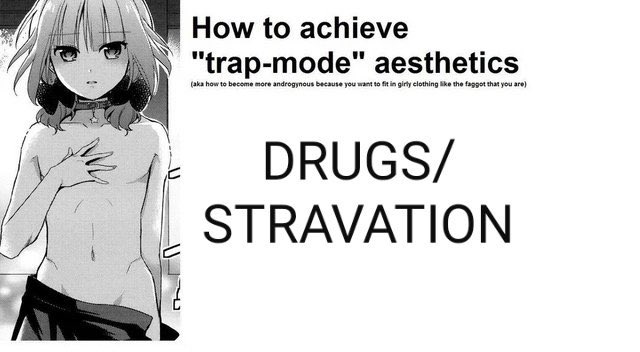 How to achieve
"trap-mode" aesthetics
(aka how to become more androgynous because you want to fit in girly clothing like the faggot that you are)
DRUGS/
STRAVATION